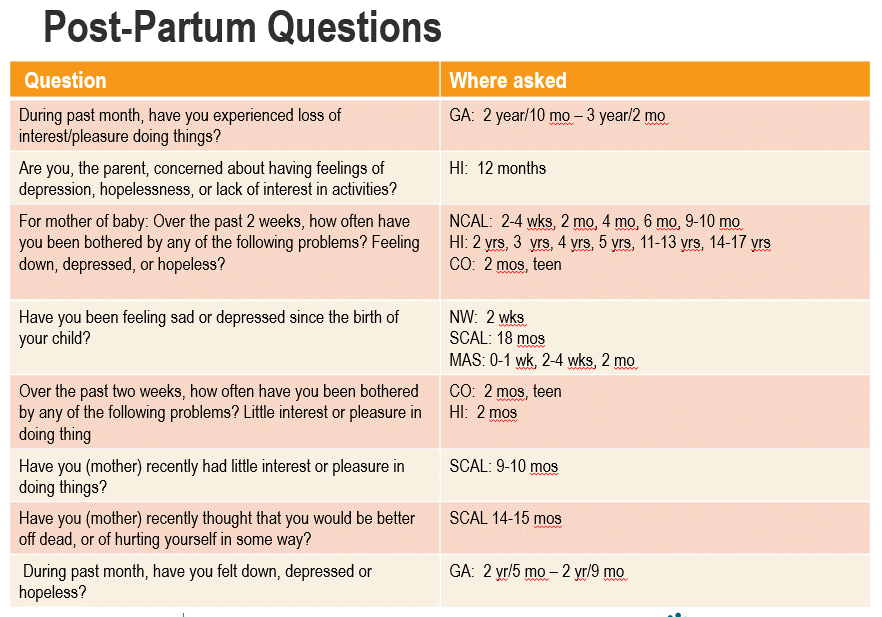 Post-Partum Questions
Question
Where asked
During past month, have you experienced loss of
interest/pleasure doing things?
GA:  2 year/10 mo – 3 year/2 mo
Are you, the parent, concerned about having feelings of
depression, hopelessness, or lack of interest in activities?
HI:  12 months
For mother of baby: Over the past 2 weeks, how often have
you been bothered by any of the following problems? Feeling
down, depressed, or hopeless?
NCAL:  2-4 wks, 2 mo, 4 mo, 6 mo, 9-10 mo
HI: 2 yrs, 3  yrs, 4 yrs, 5 yrs, 11-13 yrs, 14-17 yrs
CO:  2 mos, teen
Have you been feeling sad or depressed since the birth of
your child?
NW:  2 wks
SCAL: 18 mos
MAS: 0-1 wk, 2-4 wks, 2 mo
Over the past two weeks, how often have you been bothered
by any of the following problems? Little interest or pleasure in
doing thing
CO:  2 mos, teen
HI:  2 mos
Have you (mother) recently had little interest or pleasure in
doing things?
SCAL: 9-10 mos
Have you (mother) recently thought that you would be better
off dead, or of hurting yourself in some way?
SCAL 14-15 mos
During past month, have you felt down, depressed or
hopeless?
GA:  2 yr/5 mo – 2 yr/9 mo